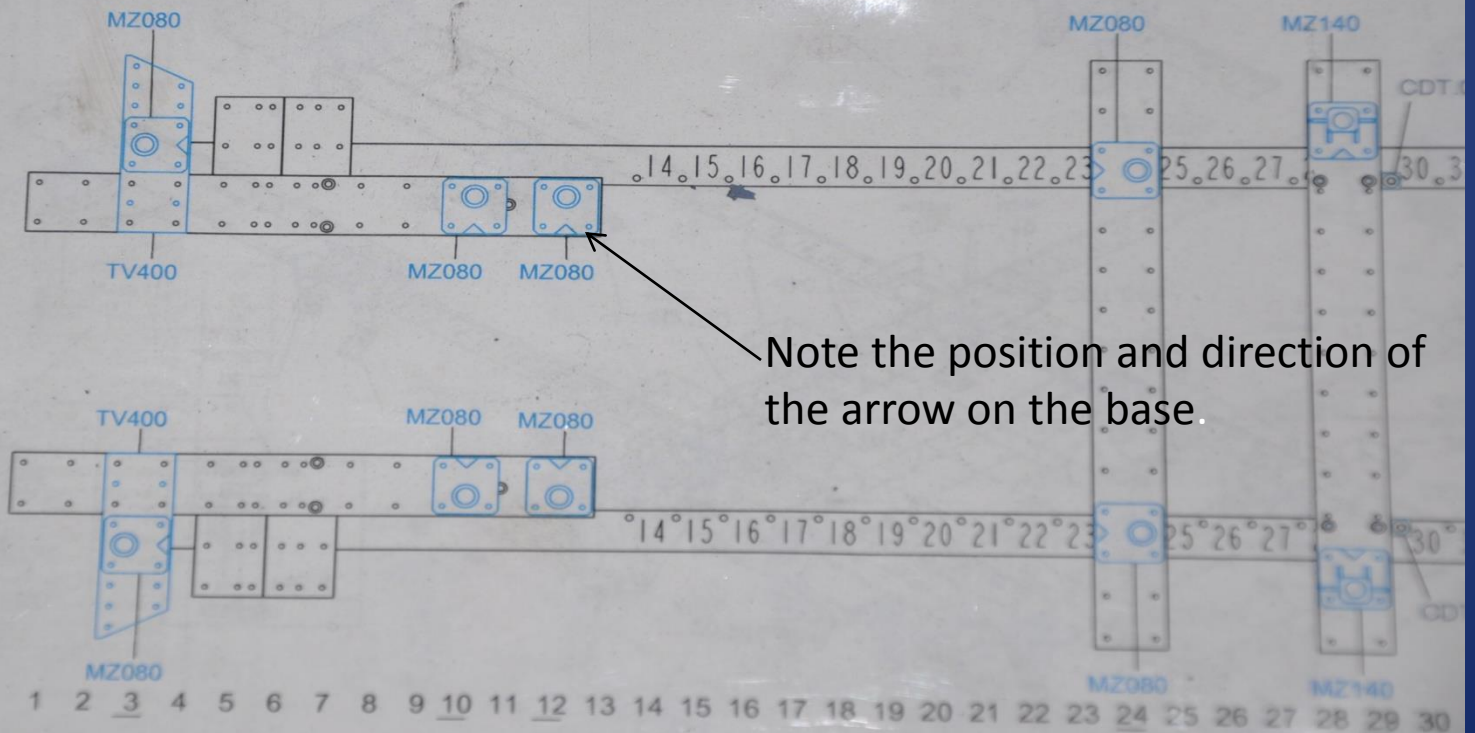 MZ080
MZ080
MZ140
14 15 16 17 18 19 20 21 22 23 25 26 27 30
TV400
MZ080
MZ080
Note the position and direction of
the arrow on the base.
TV400
MZ080
MZ080
14 15 16 17 18 19 20 21 22 23 25 26 27 30
MZ080
MZ080
MZ140
1 2 3 4 5 6 7 8 9 10 11 12 13 14 15 16 17 18 19 20 21 22 23 24 25 26 27 28 29 30